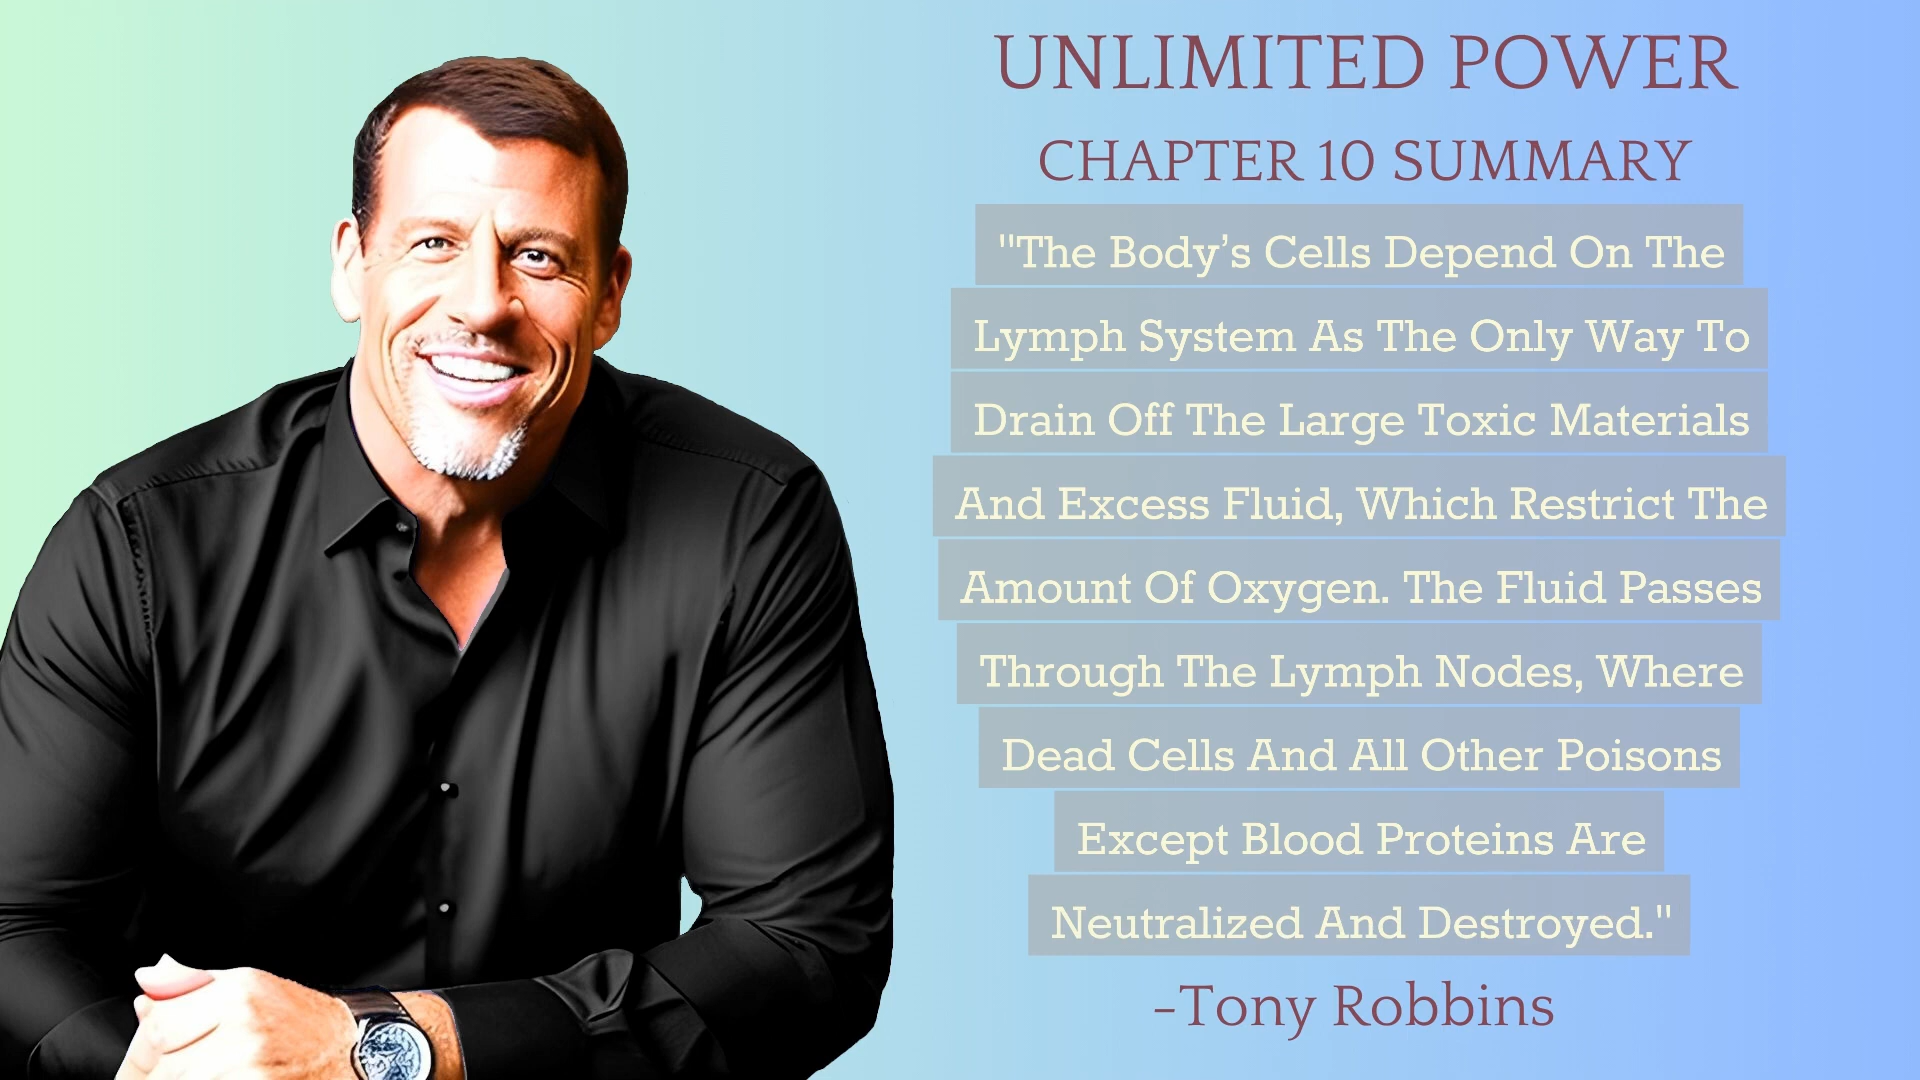 UNLIMITED POWER
CHAPTER 10 SUMMARY
"The Body’s Cells Depend On The
Lymph System As The Only Way To
Drain Off The Large Toxic Materials
And Excess Fluid, Which Restrict The
Amount Of Oxygen. The Fluid Passes
Through The Lymph Nodes, Where
Dead Cells And All Other Poisons
Except Blood Proteins Are
Neutralized And Destroyed."
-Tony Robbins